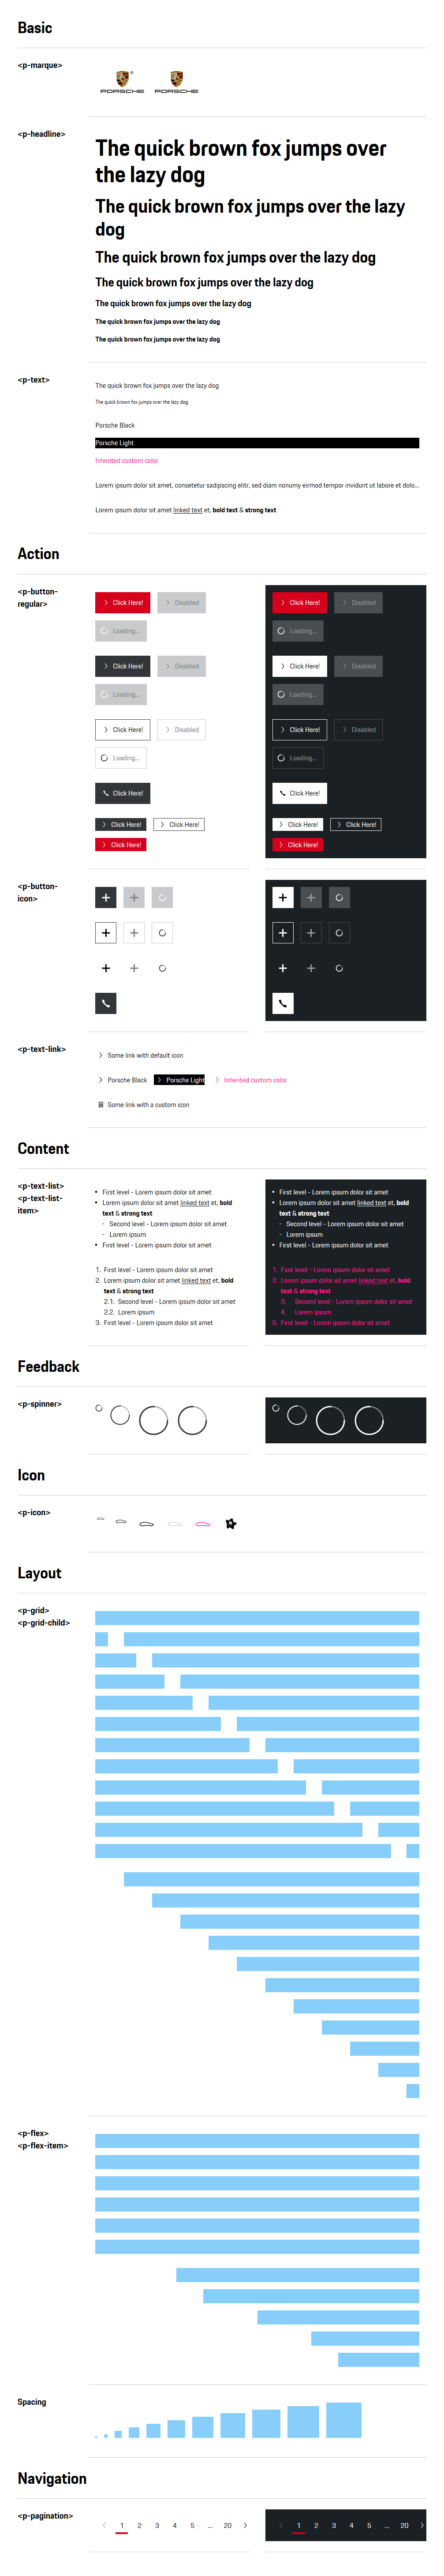 Basic
<p-marque>
PORSCHE PORSCHE
<p-headline>
The quick brown fox jumps over
the lazy dog
The quick brown fox jumps over the lazy
dog
The quick brown fox jumps over the lazy dog
The quick brown fox jumps over the lazy dog
The quick brown fox jumps over the lazy dog
The quick brown fox jumps over the lazy dog
The quick brown fox jumps over the lazy dog
<p-text>
The quick brown fox jumps over the lazy dog
The quick brown fox jumps over the lazy dog
Porsche Black
Porsche Light
Inherited custom color
Lorem ipsum dolor sit amet, consetetur sadipscing elitr, sed diam nonumy eirmod tempor invidunt ut labore et dolo...
Lorem ipsum dolor sit amet linked text et, bold text & strong text
Action
<p-button-
regular>
Click Here! Disabled
Loading...
Click Here! Disabled
Loading...
Click Here! Disabled
Loading...
Click Here!
Click Here! Click Here!
Click Here!
Click Here! Disabled
Loading...
Click Here! Disabled
Loading...
Click Here! Disabled
Loading...
Click Here!
Click Here! Click Here!
Click Here!
<p-button-
icon>
<p-text-link>
Some link with default icon
Porsche Black Porsche Light Inherited custom color
Some link with a custom icon
Content
<p-text-list>
<p-text-list-
item>
• First level - Lorem ipsum dolor sit amet
• Lorem ipsum dolor sit amet linked text et, bold
text & strong text
- Second level - Lorem ipsum dolor sit amet
- Lorem ipsum
• First level - Lorem ipsum dolor sit amet
1. First level - Lorem ipsum dolor sit amet
2. Lorem ipsum dolor sit amet linked text et, bold
text & strong text
2.1. Second level - Lorem ipsum dolor sit amet
2.2. Lorem ipsum
3. First level - Lorem ipsum dolor sit amet
• First level - Lorem ipsum dolor sit amet
• Lorem ipsum dolor sit amet linked text et, bold
text & strong text
- Second level - Lorem ipsum dolor sit amet
- Lorem ipsum
• First level - Lorem ipsum dolor sit amet
1. First level - Lorem ipsum dolor sit amet
2. Lorem ipsum dolor sit amet linked text et, bold
text & strong text
3. Second level - Lorem ipsum dolor sit amet
4. Lorem ipsum
5. First level - Lorem ipsum dolor sit amet
Feedback
<p-spinner>
Icon
<p-icon>
Layout
<p-grid>
<p-grid-child>
<p-flex>
<p-flex-item>
Spacing
Navigation
<p-pagination>
1 2 3 4 5 ... 20
1 2 3 4 5 ... 20